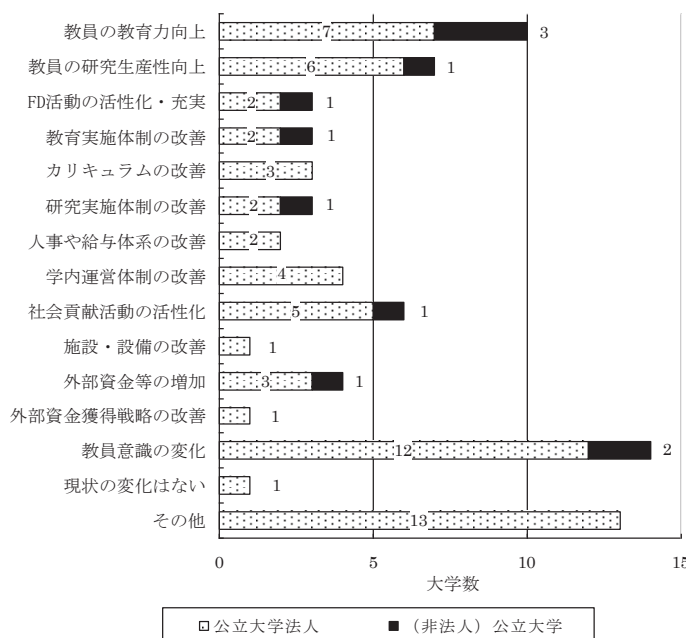 教員の教育力向上 7 3
教員の研究生産性向上 6 1
FD活動の活性化・充実 2 1
教育実施体制の改善 2 1
カリキュラムの改善 3
研究実施体制の改善 2 1
人事や給与体系の改善 2
学内運営体制の改善 4
社会貢献活動の活性化 5 1
施設・設備の改善 1
外部資金等の増加 3 1
外部資金獲得戦略の改善 1
教員意識の変化 12 2
現状の変化はない 1
その他 13
0 5 10 15
大学数
公立大学法人 (非法人)公立大学